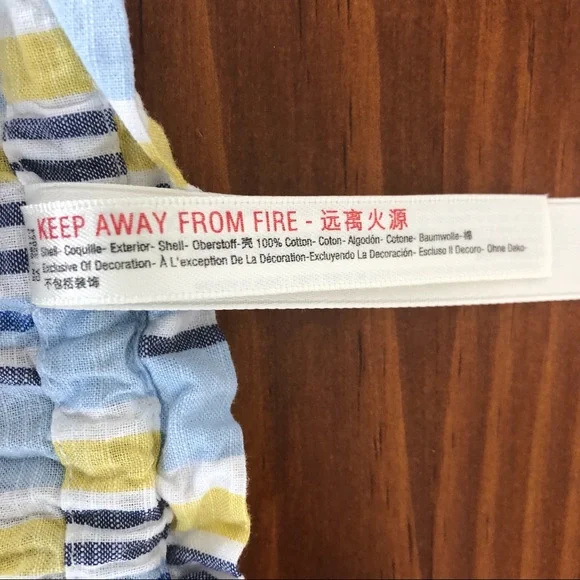 KEEP AWAY FROM FIRE - 远离火源
Shell- Coquille- Exterior- Shell- Oberstoff-壳 100% Cotton- Coton- Algodón- Cotone- Baumwolle-棉
Exclusive Of Decoration- À L'exception De La Décoration-Excluyendo La Decoración- Escluso Il Decoro- Ohne Deko-
不包括装饰